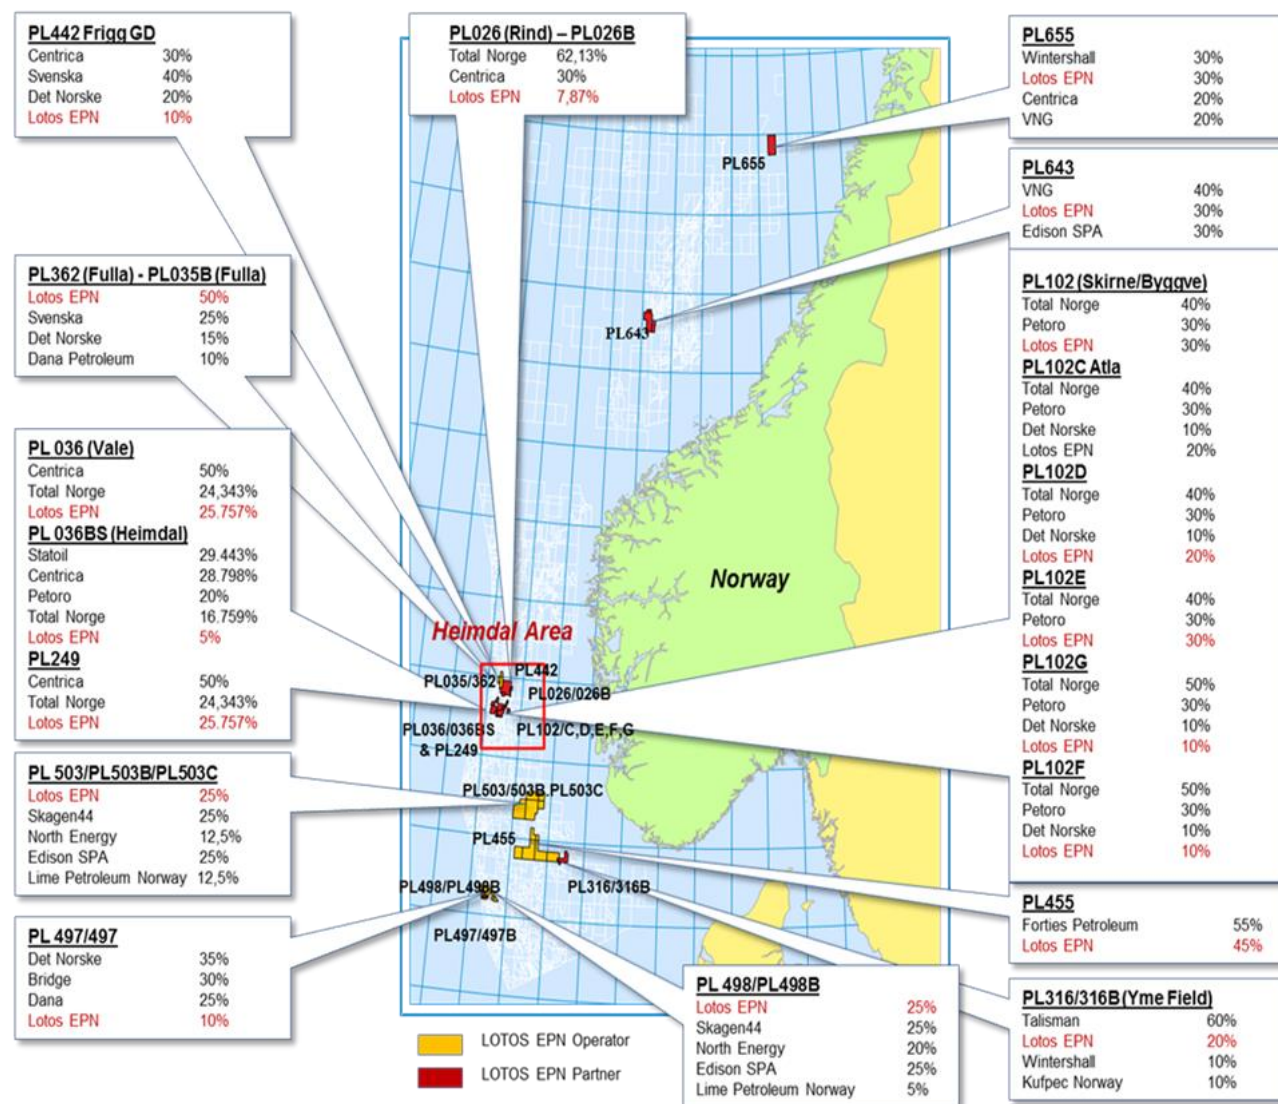 PL442 Frigg GD
Centrica 30%
Svenska 40%
Det Norske 20%
Lotos EPN 10%
PL026 (Rind) – PL026B
Total Norge 62,13%
Centrica 30%
Lotos EPN 7,87%
PL655
Wintershall 30%
Lotos EPN 30%
Centrica 20%
VNG 20%
PL643
VNG 40%
Lotos EPN 30%
Edison SPA 30%
PL362 (Fulla) - PL035B (Fulla)
Lotos EPN 50%
Svenska 25%
Det Norske 15%
Dana Petroleum 10%
PL 036 (Vale)
Centrica 50%
Total Norge 24,343%
Lotos EPN 25.757%
PL 036BS (Heimdal)
Statoil 29.443%
Centrica 28.798%
Petoro 20%
Total Norge 16.759%
Lotos EPN 5%
PL249
Centrica 50%
Total Norge 24,343%
Lotos EPN 25.757%
PL 503/PL503B/PL503C
Lotos EPN 25%
Skagen44 25%
North Energy 12,5%
Edison SPA 25%
Lime Petroleum Norway 12,5%
PL 497/497
Det Norske 35%
Bridge 30%
Dana 25%
Lotos EPN 10%
PL102 (Skirne/Byggve)
Total Norge 40%
Petoro 30%
Lotos EPN 30%
PL102C Atla
Total Norge 40%
Petoro 30%
Det Norske 10%
Lotos EPN 20%
PL102D
Total Norge 40%
Petoro 30%
Det Norske 10%
Lotos EPN 20%
PL102E
Total Norge 40%
Petoro 30%
Lotos EPN 30%
PL102G
Total Norge 50%
Petoro 30%
Det Norske 10%
Lotos EPN 10%
PL102F
Total Norge 50%
Petoro 30%
Det Norske 10%
Lotos EPN 10%
PL455
Forties Petroleum 55%
Lotos EPN 45%
PL316/316B (Yme Field)
Talisman 60%
Lotos EPN 20%
Wintershall 10%
Kufpec Norway 10%
PL 498/PL498B
Lotos EPN 25%
Skagen44 25%
North Energy 20%
Edison SPA 25%
Lime Petroleum Norway 5%
PL655
PL643
Norway
Heimdal Area
PL442
PL035/362
PL026/026B
PL036/036BS
& PL249
PL102/C,D,E,F,G
PL503/503B.PL503C
PL455
PL316/316B
PL498/PL498B
PL497/497B
LOTOS EPN Operator
LOTOS EPN Partner